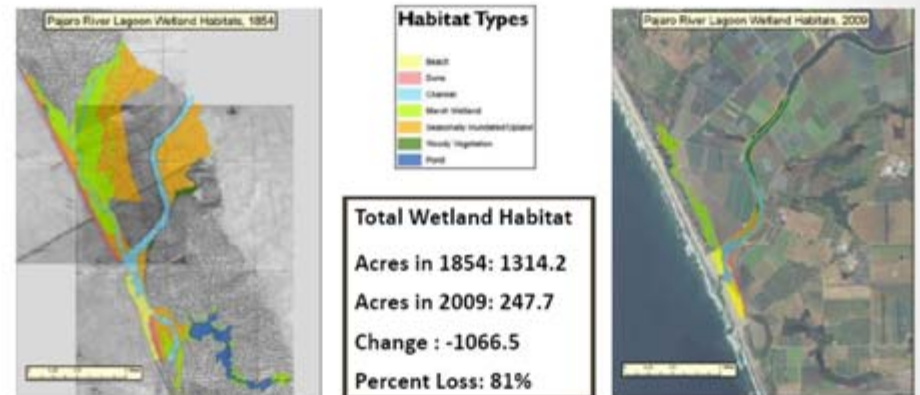 Pajaro River Lagoon Wetland Habitats, 1854
Habitat Types
Beach
Dune
Channel
Marsh Wetland
Seasonally Inundated/Upland
Woody Vegetation
Pond
Total Wetland Habitat
Acres in 1854: 1314.2
Acres in 2009: 247.7
Change : -1066.5
Percent Loss: 81%
Pajaro River Lagoon Wetland Habitats, 2009